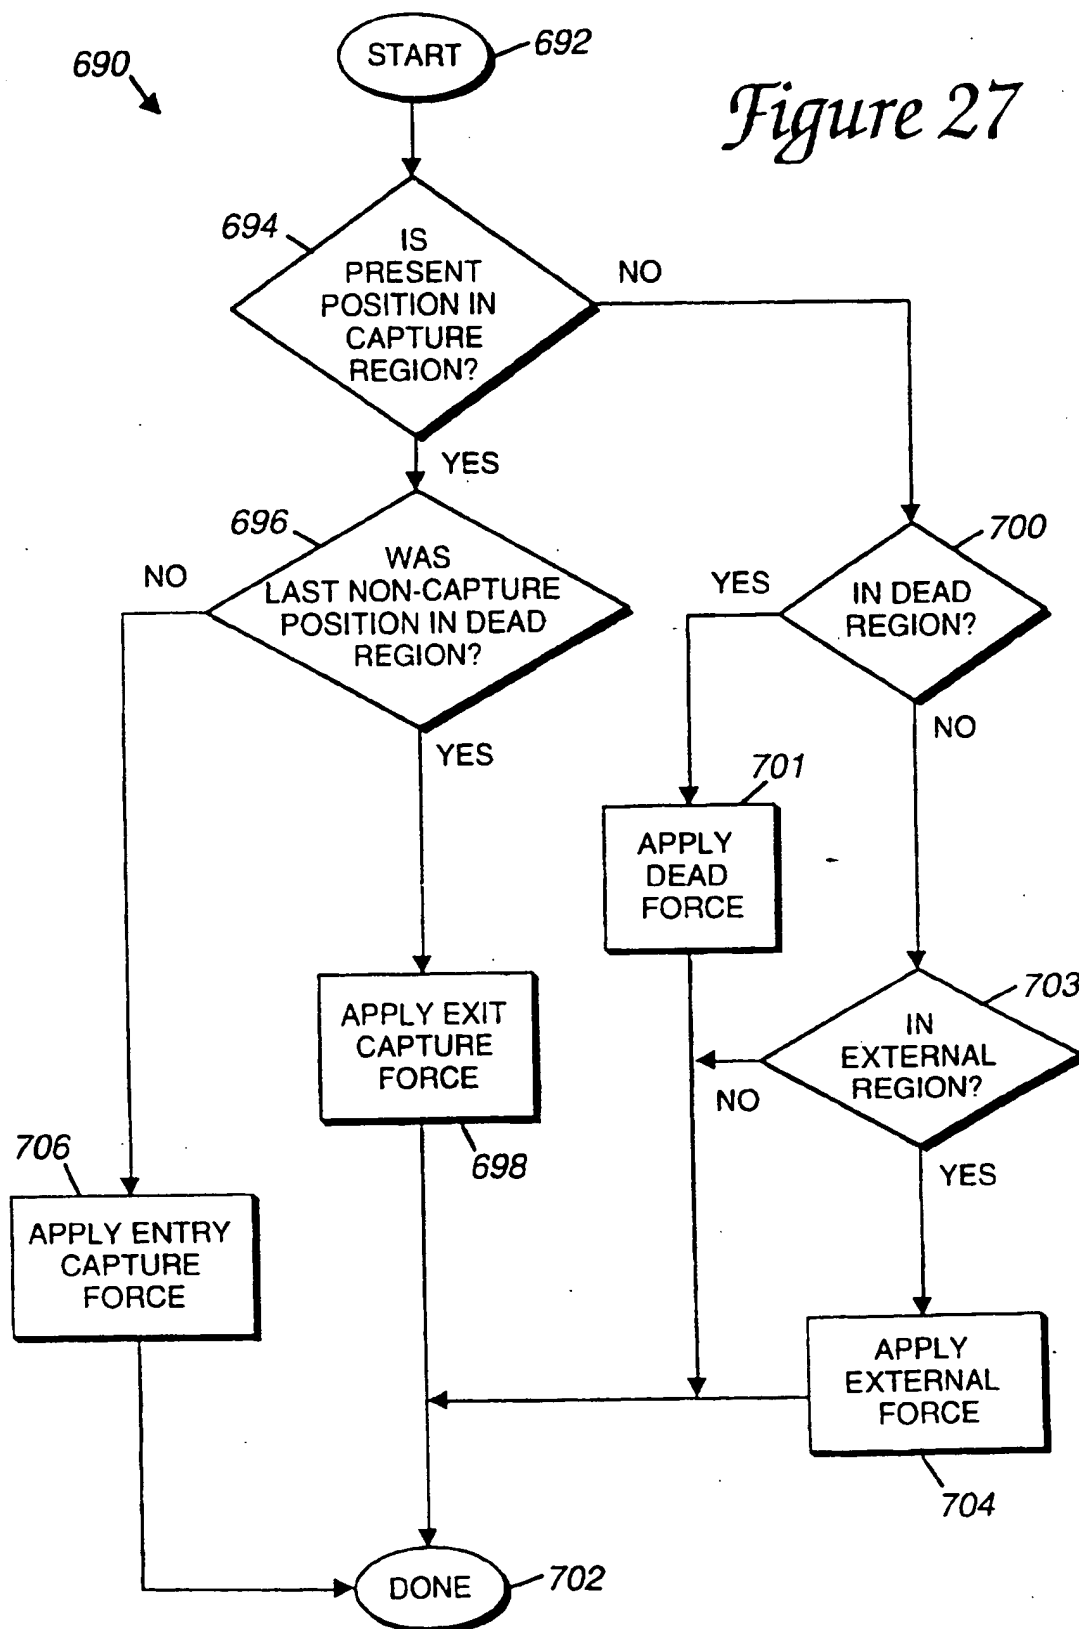 START
692
690
Figure 27
694
IS
PRESENT
POSITION IN
CAPTURE
REGION?
NO
YES
696
WAS
LAST NON-CAPTURE
POSITION IN DEAD
REGION?
NO
YES
700
IN DEAD
REGION?
YES
NO
701
APPLY
DEAD
FORCE
703
IN
EXTERNAL
REGION?
NO
YES
APPLY EXIT
CAPTURE
FORCE
698
706
APPLY ENTRY
CAPTURE
FORCE
APPLY
EXTERNAL
FORCE
704
DONE
702